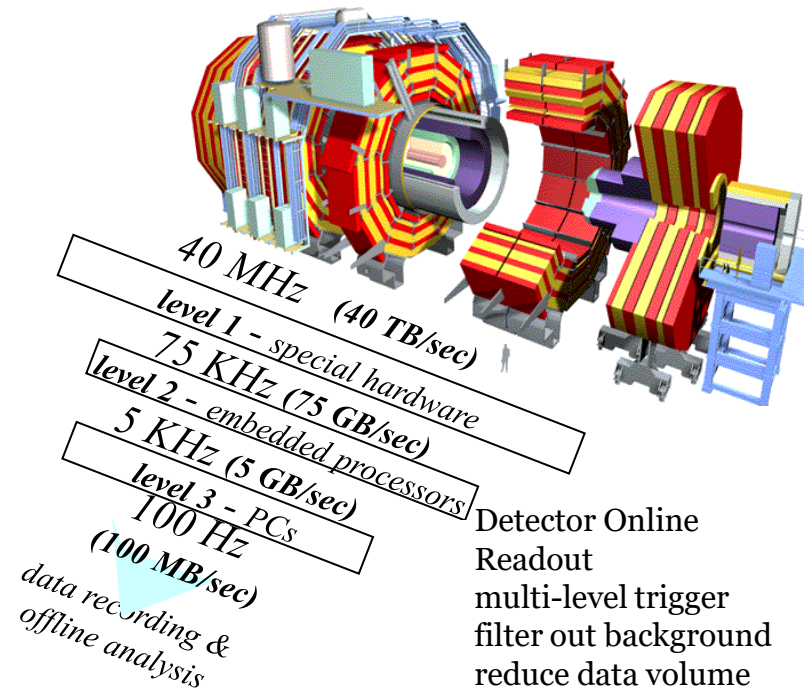 40 MHz (40 TB/sec)
level 1 - special hardware
75 KHz (75 GB/sec)
level 2 - embedded processors
5 KHz (5 GB/sec)
level 3 - PCs
100 Hz
(100 MB/sec)
data recording &
offline analysis
Detector Online
Readout
multi-level trigger
filter out background
reduce data volume